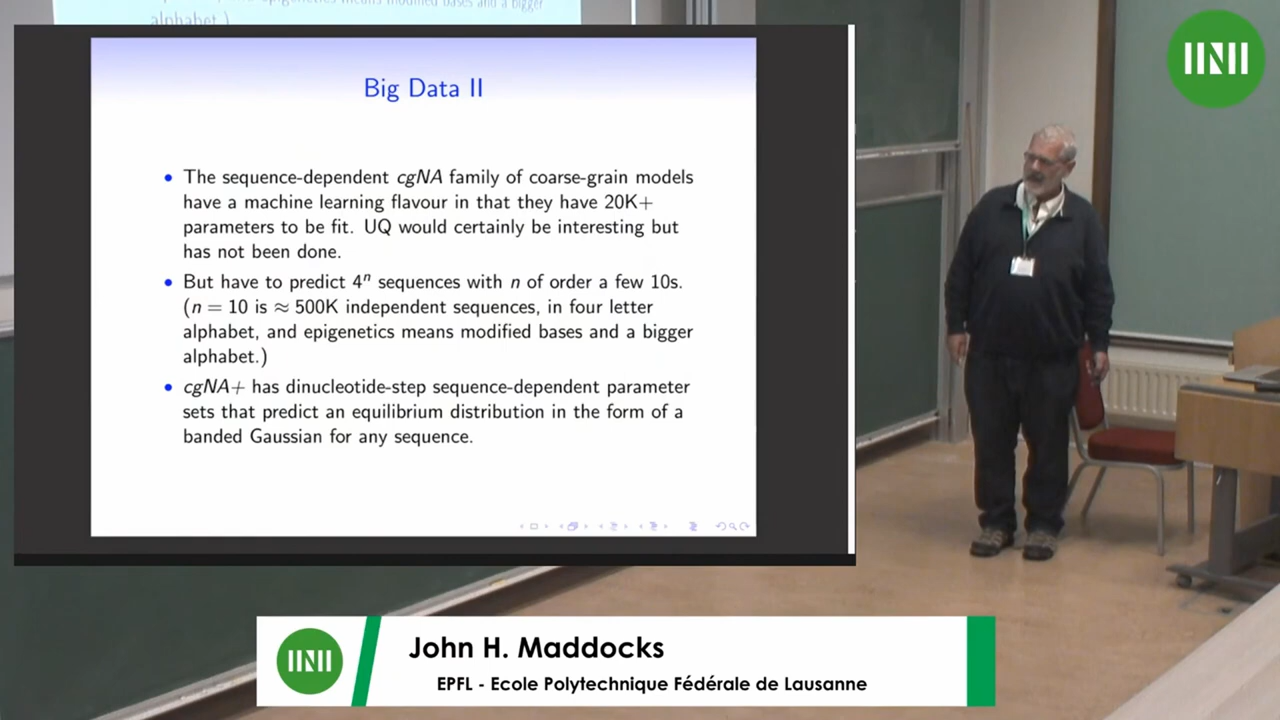 alphabet.)
Big Data II
• The sequence-dependent cgNA family of coarse-grain models
have a machine learning flavour in that they have 20K+
parameters to be fit. UQ would certainly be interesting but
has not been done.
• But have to predict 4ⁿ sequences with n of order a few 10s.
(n = 10 is ≈ 500K independent sequences, in four letter
alphabet, and epigenetics means modified bases and a bigger
alphabet.)
• cgNA+ has dinucleotide-step sequence-dependent parameter
sets that predict an equilibrium distribution in the form of a
banded Gaussian for any sequence.
John H. Maddocks
EPFL - Ecole Polytechnique Fédérale de Lausanne